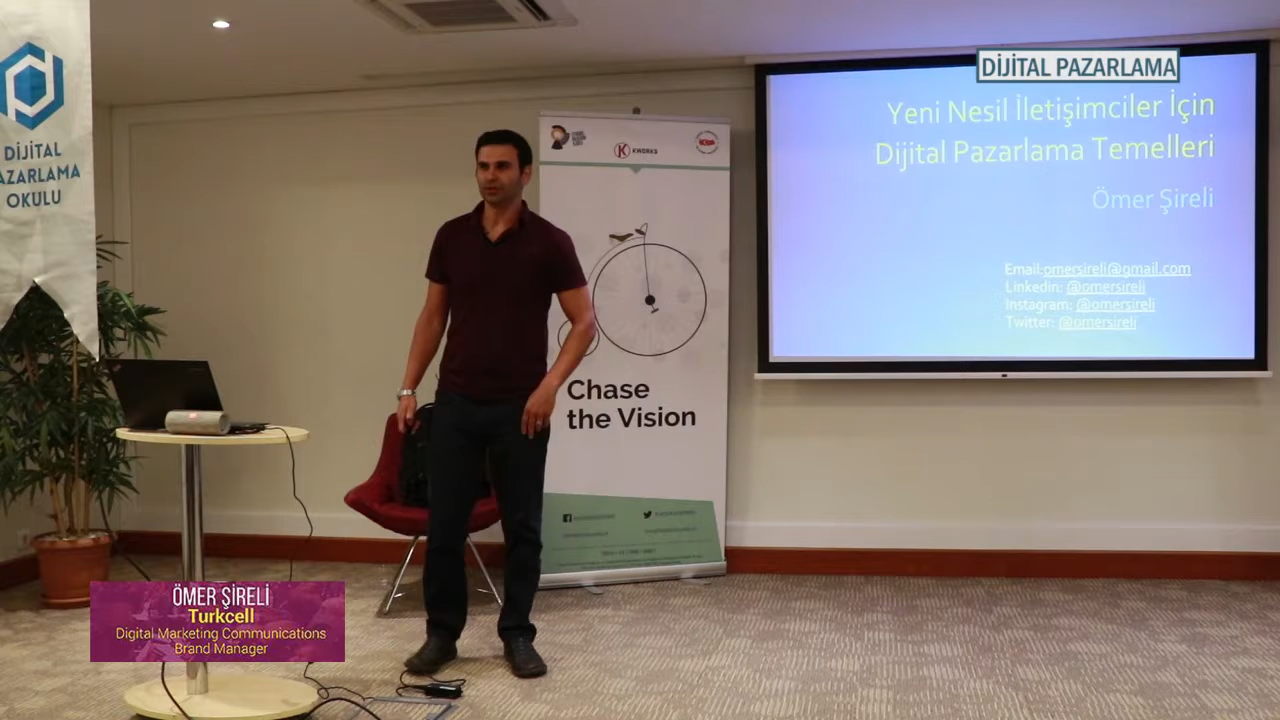 DİJİTAL
PAZARLAMA
OKULU
KWORKS
Chase
the Vision
DİJİTAL PAZARLAMA
Yeni Nesil İletişimciler İçin
Dijital Pazarlama Temelleri
Ömer Şireli
Email:omersireli@gmail.com
Linkedin: @omersireli
Instagram: @omersireli
Twitter: @omersireli
ÖMER ŞİRELİ
Turkcell
Digital Marketing Communications
Brand Manager